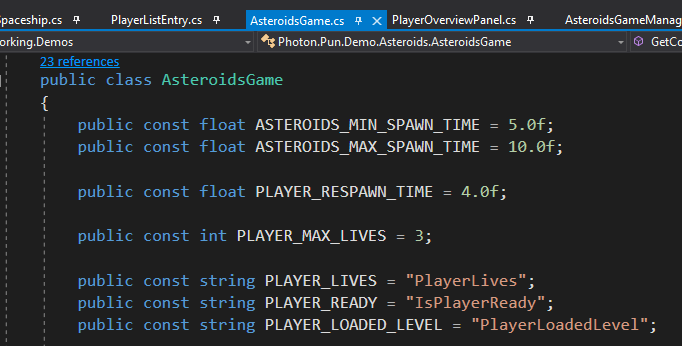 Spaceship.cs PlayerListEntry.cs AsteroidsGame.cs PlayerOverviewPanel.cs AsteroidsGameManag
orking.Demos Photon.Pun.Demo.Asteroids.AsteroidsGame GetCo
23 references
public class AsteroidsGame
{
public const float ASTEROIDS_MIN_SPAWN_TIME = 5.0f;
public const float ASTEROIDS_MAX_SPAWN_TIME = 10.0f;
public const float PLAYER_RESPAWN_TIME = 4.0f;
public const int PLAYER_MAX_LIVES = 3;
public const string PLAYER_LIVES = "PlayerLives";
public const string PLAYER_READY = "IsPlayerReady";
public const string PLAYER_LOADED_LEVEL = "PlayerLoadedLevel";